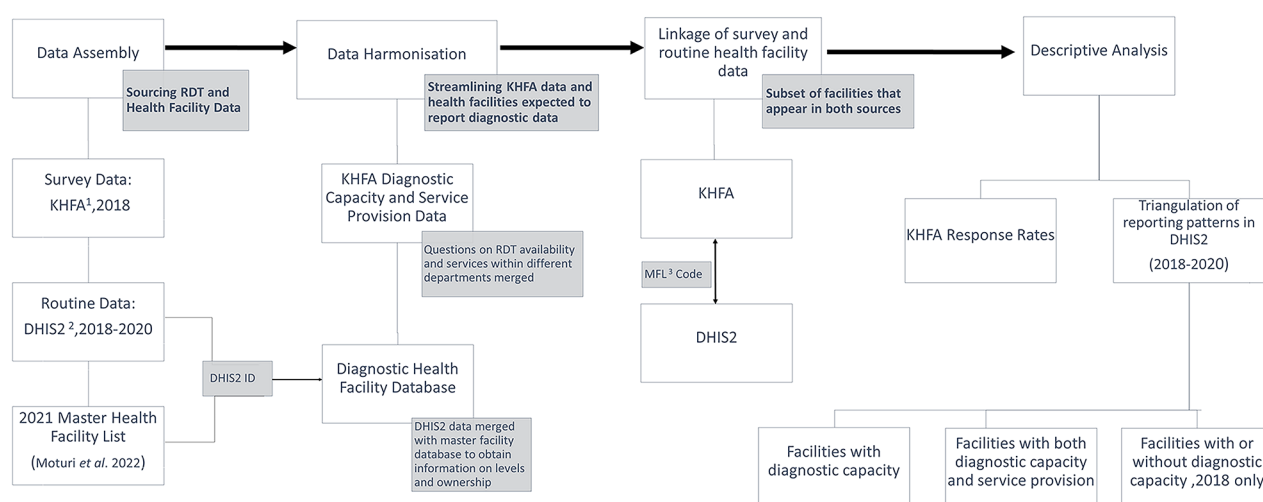 Data Assembly
Sourcing RDT and
Health Facility Data
Survey Data:
KHFA¹,2018
Routine Data:
DHIS2 ²,2018-2020
2021 Master Health
Facility List
(Moturi et al. 2022)
DHIS2 ID
Data Harmonisation
Streamlining KHFA data and
health facilities expected to
report diagnostic data
KHFA Diagnostic
Capacity and Service
Provision Data
Questions on RDT availability
and services within different
departments merged
Diagnostic Health
Facility Database
DHIS2 data merged
with master facility
database to obtain
information on levels
and ownership
Linkage of survey and
routine health facility
data
Subset of facilities that
appear in both sources
KHFA
MFL³ Code
DHIS2
Descriptive Analysis
KHFA Response Rates
Triangulation of
reporting patterns in
DHIS2
(2018-2020)
Facilities with
diagnostic capacity
Facilities with both
diagnostic capacity
and service provision
Facilities with or
without diagnostic
capacity ,2018 only